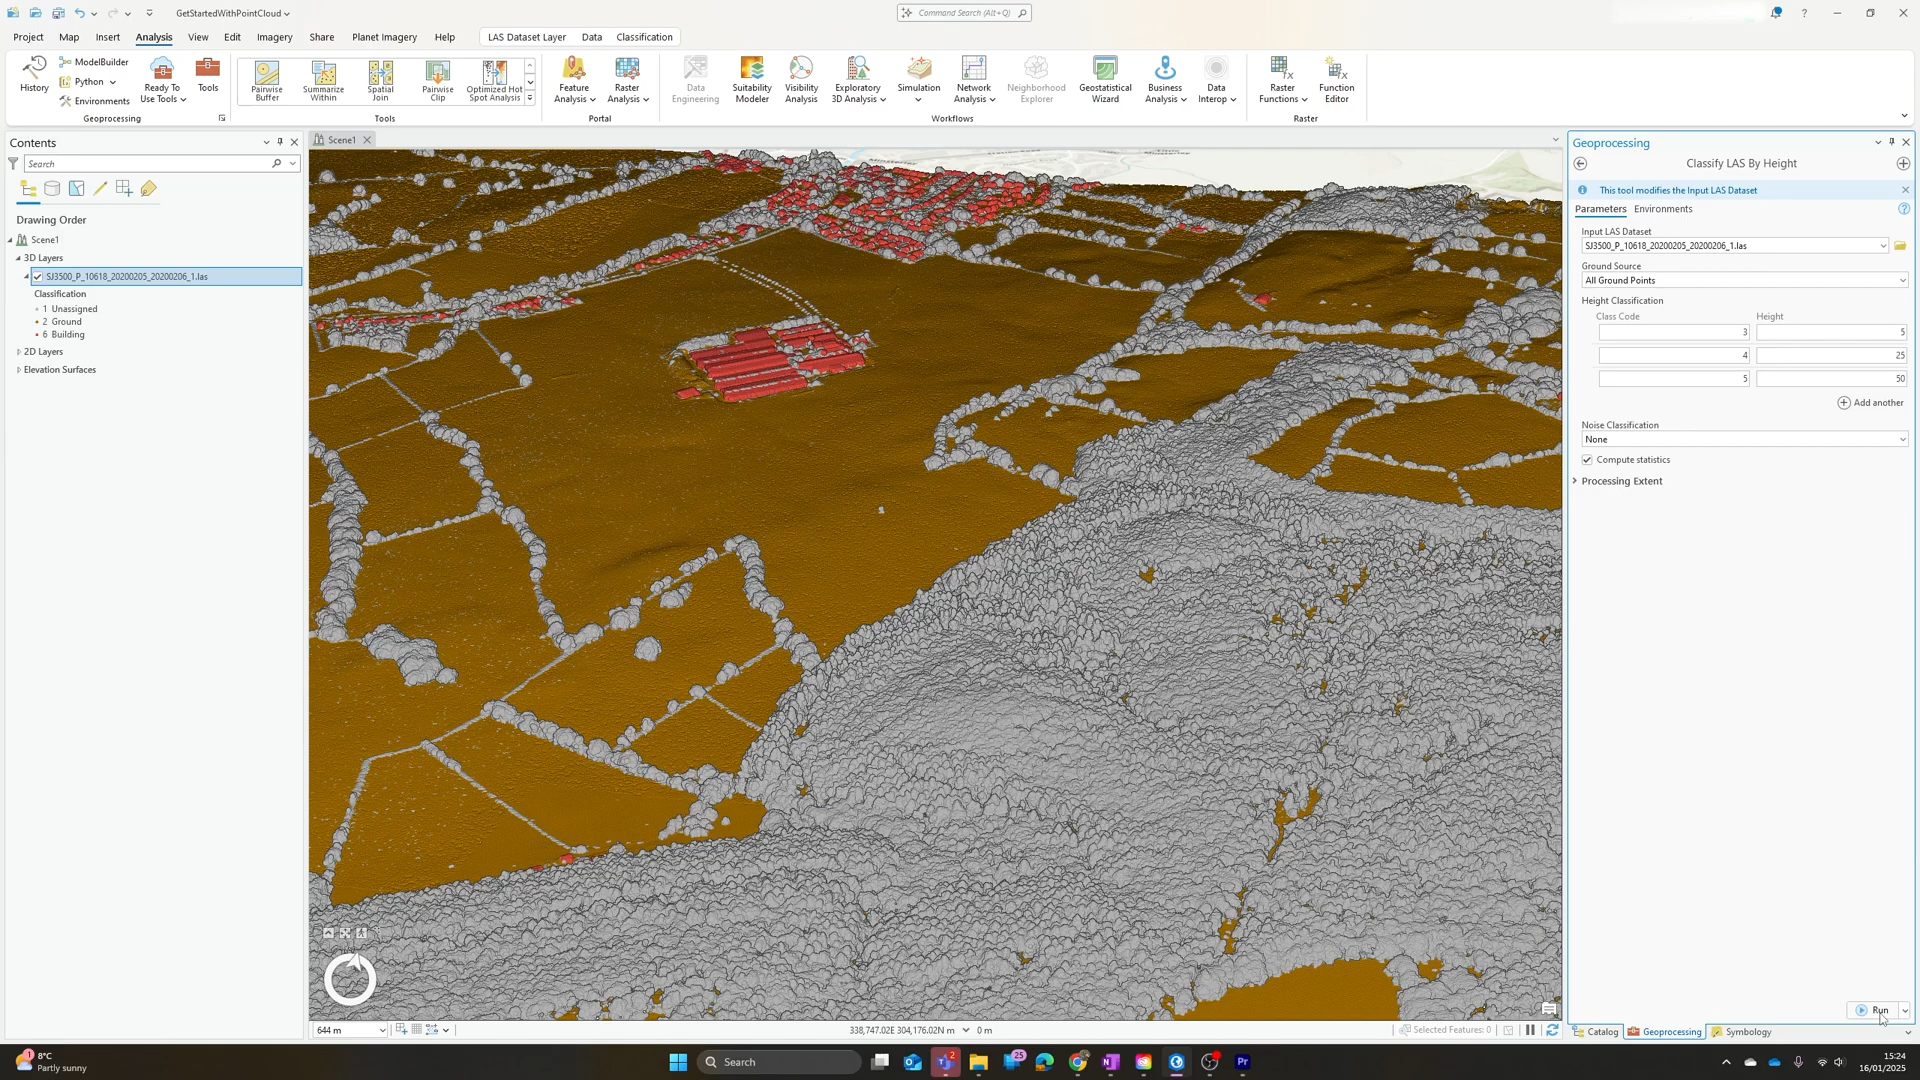 GetStartedWithPointCloud
Command Search (Alt+Q)
Project Map Insert Analysis View Edit Imagery Share Planet Imagery Help LAS Dataset Layer Data Classification
History
ModelBuilder
Python
Environments
Ready To Use Tools
Tools
Pairwise Buffer
Summarize Within
Spatial Join
Pairwise Clip
Optimized Hot Spot Analysis
Feature Analysis
Raster Analysis
Data Engineering
Suitability Modeler
Visibility Analysis
Exploratory 3D Analysis
Simulation
Network Analysis
Neighborhood Explorer
Geostatistical Wizard
Business Analysis
Data Interop
Raster Functions
Function Editor
Geoprocessing Tools Portal Workflows Raster
Contents
Search
Drawing Order
Scene1
3D Layers
SJ3500_P_10618_20200205_20200206_1.las
Classification
1 Unassigned
2 Ground
6 Building
2D Layers
Elevation Surfaces
Scene1
644 m
338,747.02E 304,176.02N m
0 m
Selected Features: 0
Geoprocessing
Classify LAS By Height
This tool modifies the Input LAS Dataset
Parameters Environments
Input LAS Dataset
SJ3500_P_10618_20200205_20200206_1.las
Ground Source
All Ground Points
Height Classification
Class Code Height
3 5
4 25
5 50
Add another
Noise Classification
None
Compute statistics
Processing Extent
Run
Catalog Geoprocessing Symbology
1
8°C
Partly sunny
Search
2
25
Pr
15:24
16/01/2025